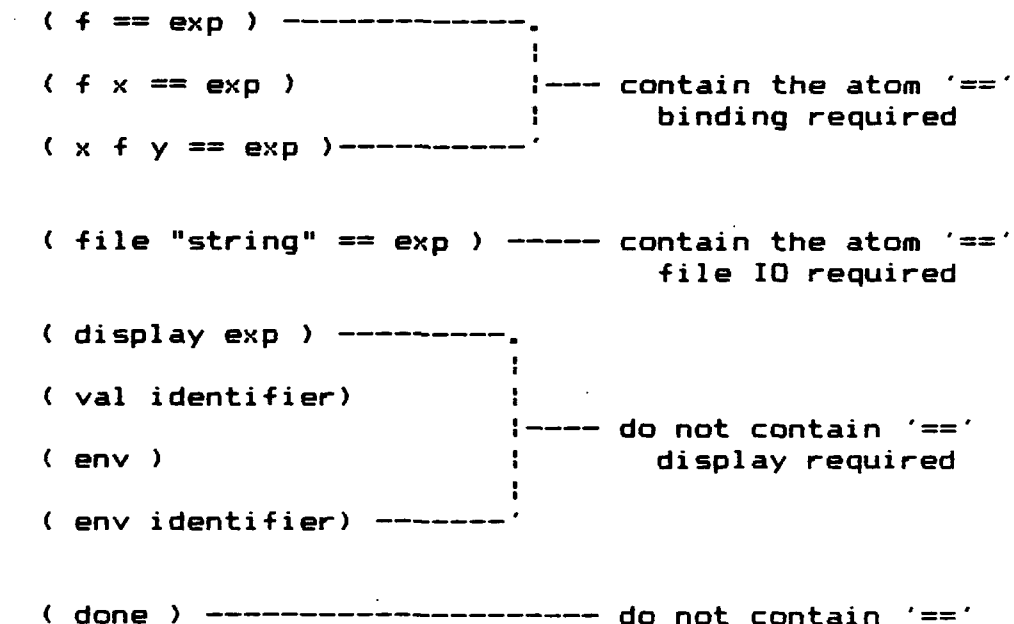 ( f == exp ) --------------.
( f x == exp ) |--- contain the atom '=='
binding required
( x f y == exp )-----------'
( file "string" == exp ) ----- contain the atom '=='
file IO required
( display exp ) ---------.
( val identifier)
|---- do not contain '=='
( env ) display required
( env identifier) -------'
( done ) -------------------- do not contain '=='